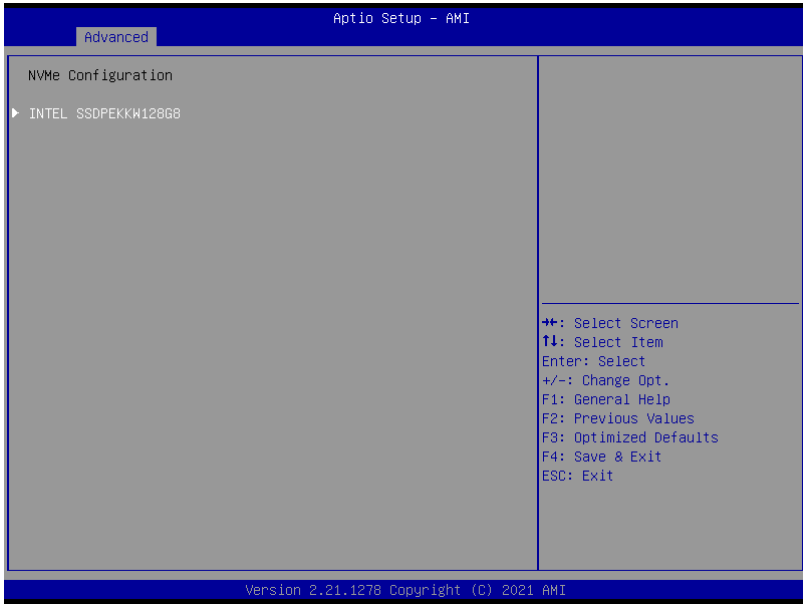 Aptio Setup – AMI
Advanced
NVMe Configuration
INTEL SSDPEKKW128G8
→←: Select Screen
↑↓: Select Item
Enter: Select
+/-: Change Opt.
F1: General Help
F2: Previous Values
F3: Optimized Defaults
F4: Save & Exit
ESC: Exit
Version 2.21.1278 Copyright (C) 2021 AMI